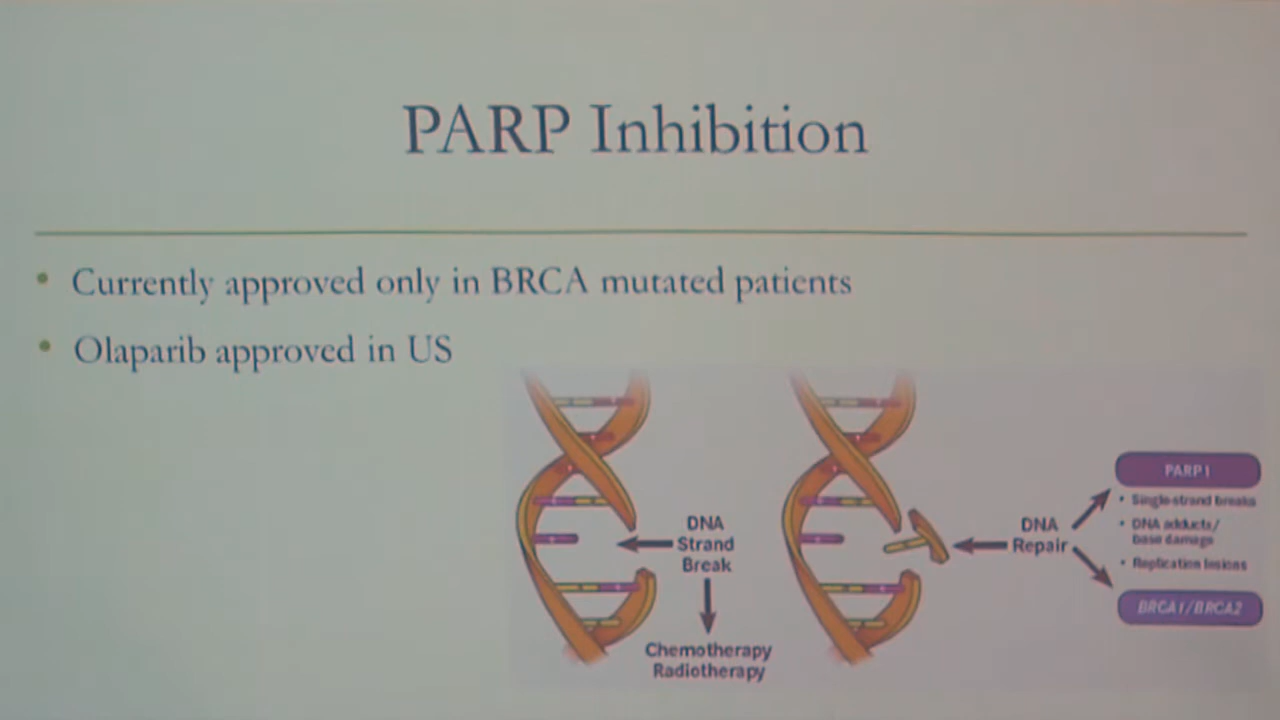 PARP Inhibition
• Currently approved only in BRCA mutated patients
• Olaparib approved in US
DNA
Strand
Break
Chemotherapy
Radiotherapy
DNA
Repair
PARP1
• Single-strand breaks
• DNA adducts/
base damage
• Replication lesions
BRCA1/BRCA2